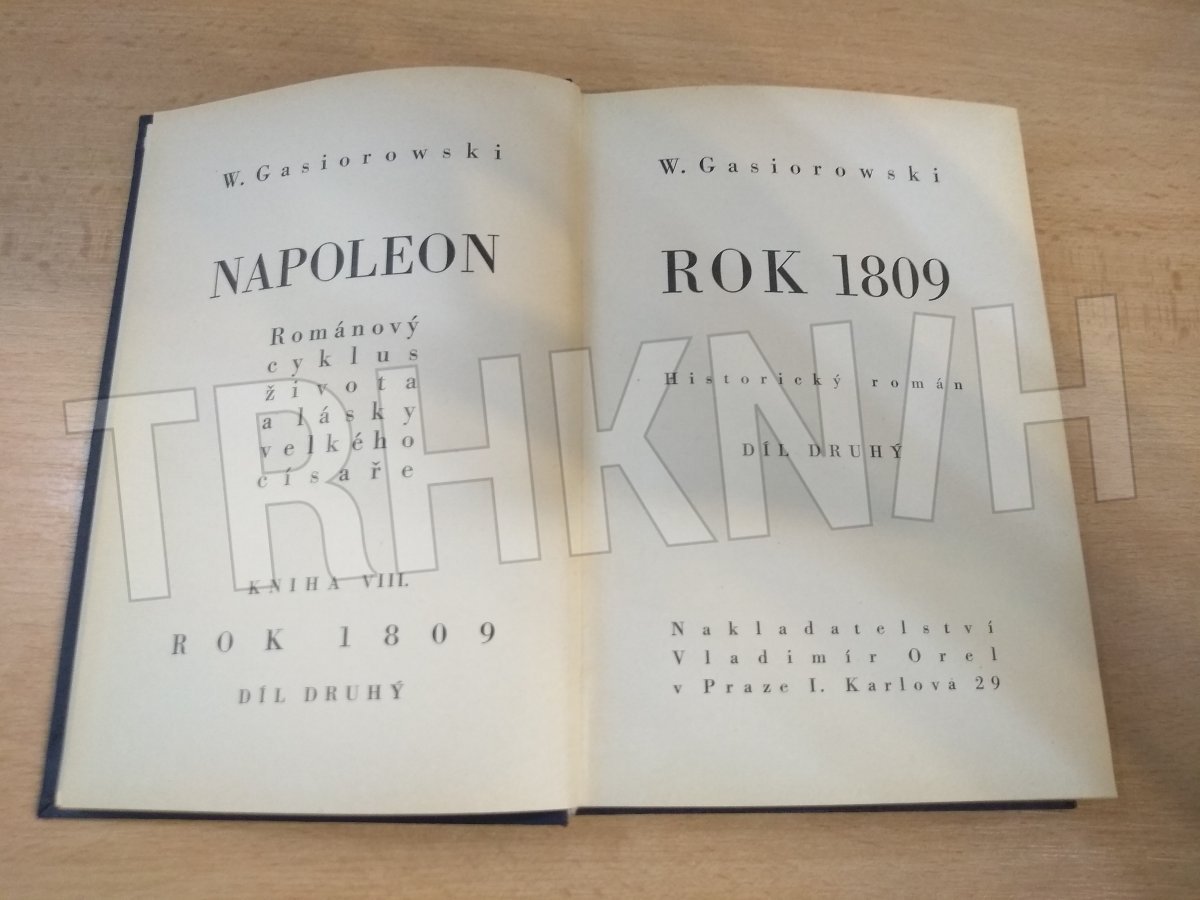 W. Gasiorowski
NAPOLEON
Románový
cyklus
života
a lásky
velkého
císaře
KNIHA VIII.
ROK 1809
DÍL DRUHÝ
W. Gasiorowski
ROK 1809
Historický román
DÍL DRUHÝ
Nakladatelství
Vladimír Orel
v Praze I. Karlova 29
TRHKNIH